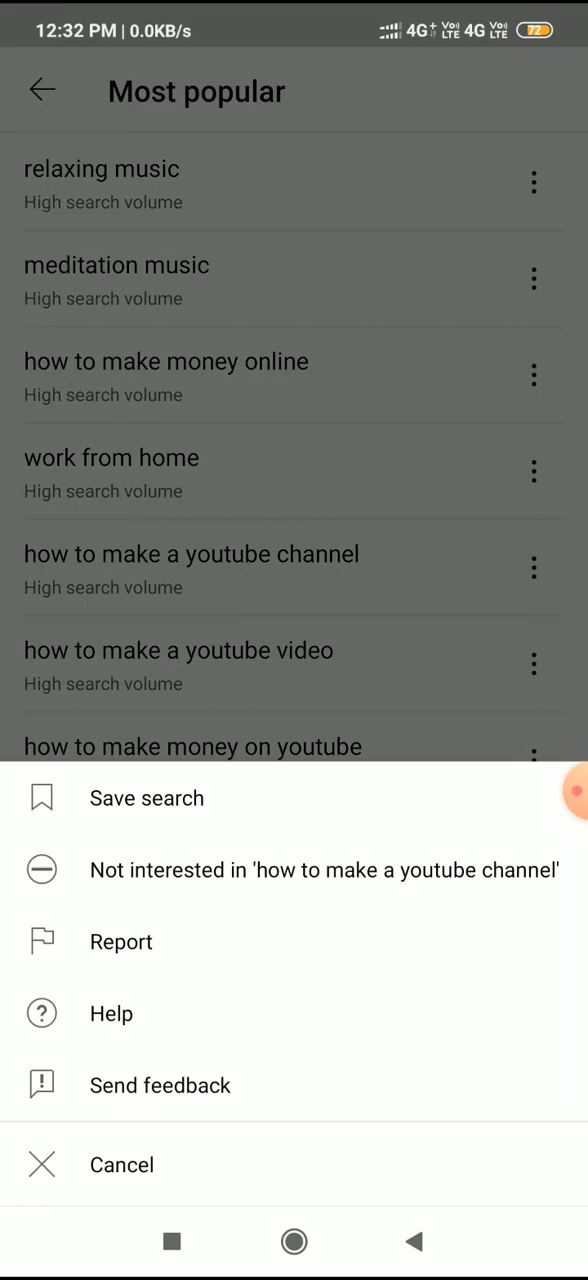 12:32 PM | 0.0KB/s 4G+ Vo) LTE 4G Vo) LTE 72
Most popular
relaxing music
High search volume
meditation music
High search volume
how to make money online
High search volume
work from home
High search volume
how to make a youtube channel
High search volume
how to make a youtube video
High search volume
how to make money on youtube
Save search
Not interested in 'how to make a youtube channel'
Report
Help
Send feedback
Cancel